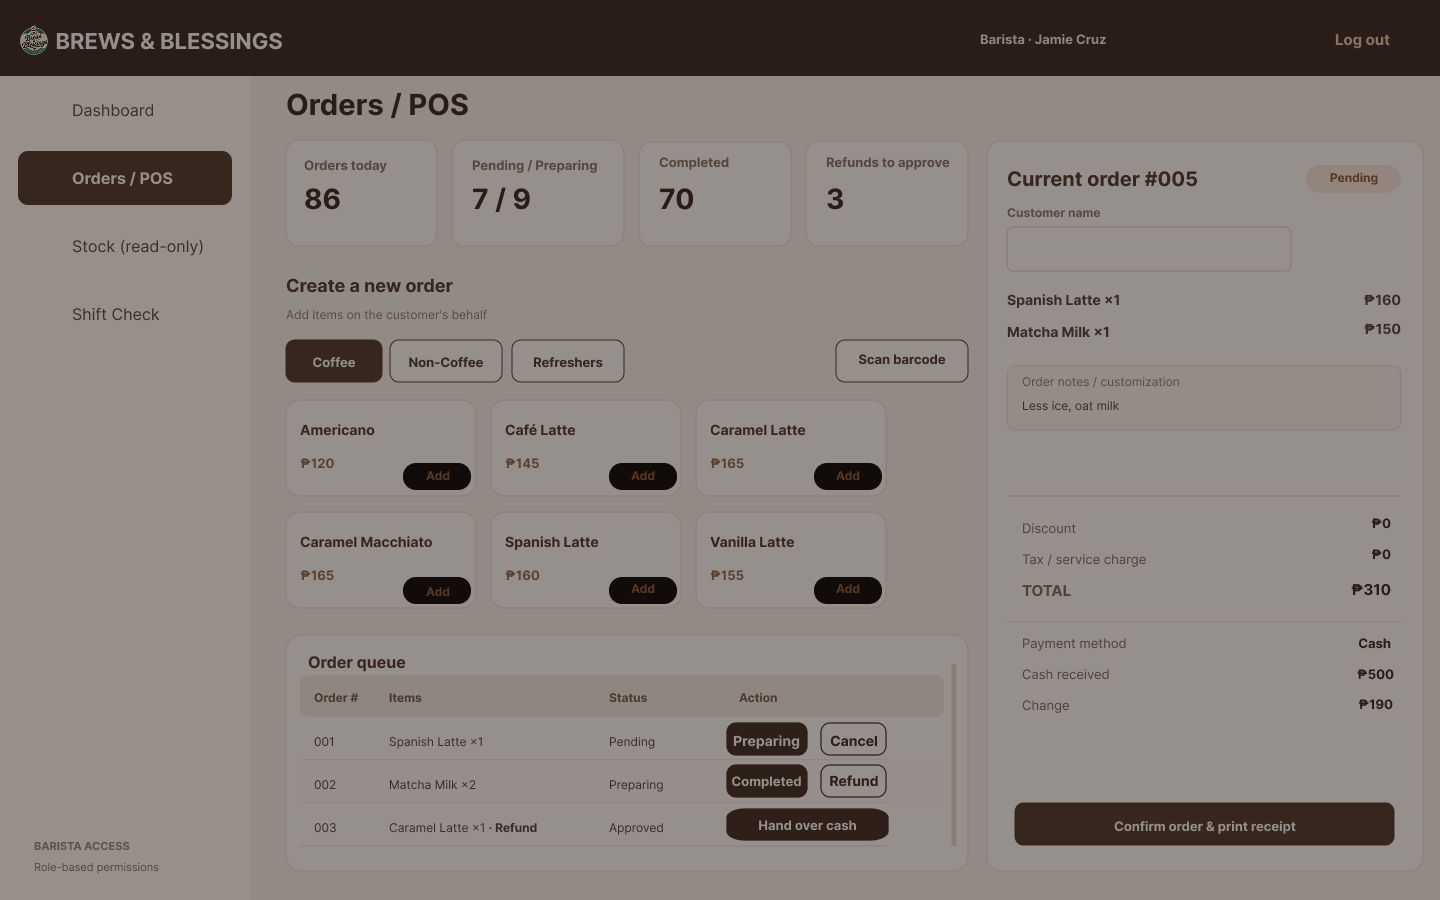 BREWS & BLESSINGS
Barista · Jamie Cruz
Log out
Dashboard
Orders / POS
Stock (read-only)
Shift Check
BARISTA ACCESS
Role-based permissions
Orders / POS
Orders today
86
Pending / Preparing
7 / 9
Completed
70
Refunds to approve
3
Create a new order
Add items on the customer's behalf
Coffee
Non-Coffee
Refreshers
Scan barcode
Americano
₱120
Add
Café Latte
₱145
Add
Caramel Latte
₱165
Add
Caramel Macchiato
₱165
Add
Spanish Latte
₱160
Add
Vanilla Latte
₱155
Add
Order queue
Order # Items Status Action
001 Spanish Latte ×1 Pending Preparing Cancel
002 Matcha Milk ×2 Preparing Completed Refund
003 Caramel Latte ×1 · Refund Approved Hand over cash
Current order #005
Pending
Customer name
Spanish Latte ×1 ₱160
Matcha Milk ×1 ₱150
Order notes / customization
Less ice, oat milk
Discount ₱0
Tax / service charge ₱0
TOTAL ₱310
Payment method Cash
Cash received ₱500
Change ₱190
Confirm order & print receipt